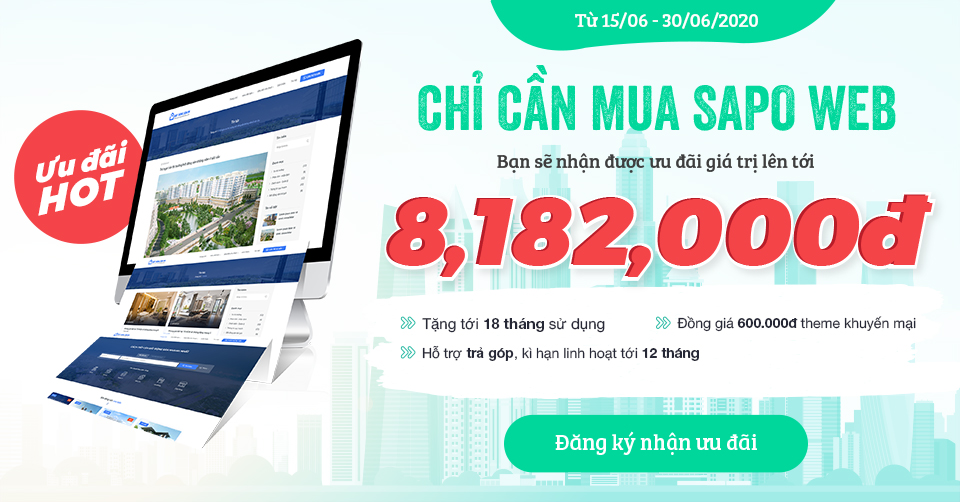 Từ 15/06 - 30/06/2020
CHỈ CẦN MUA SAPO WEB
Bạn sẽ nhận được ưu đãi giá trị lên tới
8,182,000đ
Ưu đãi
HOT
Tặng tới 18 tháng sử dụng
Đồng giá 600.000đ theme khuyến mại
Hỗ trợ trả góp, kì hạn linh hoạt tới 12 tháng
Đăng ký nhận ưu đãi